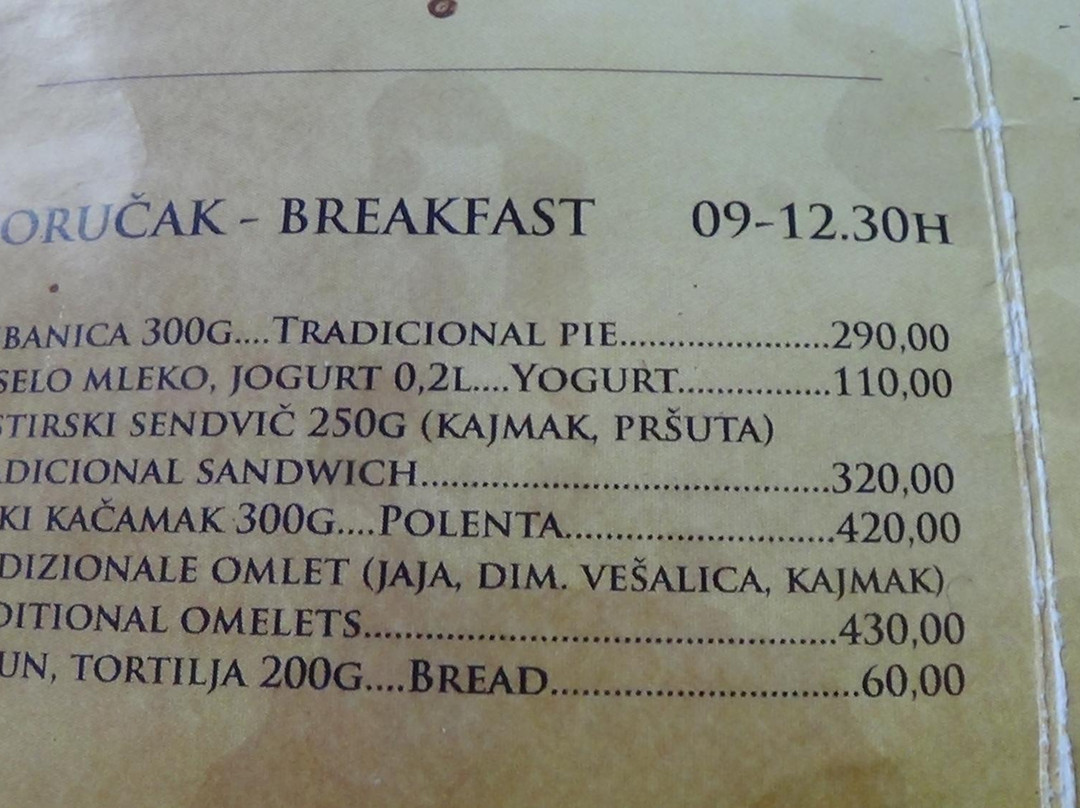 ORUČAK - BREAKFAST 09-12.30H
BANICA 300G....TRADICIONAL PIE.......................290,00
SELO MLEKO, JOGURT 0,2L....YOGURT................110,00
STIRSKI SENDVIČ 250G (KAJMAK, PRŠUTA)
DICIONAL SANDWICH.............................................320,00
KI KAČAMAK 300G....POLENTA..............................420,00
DIZIONALE OMLET (JAJA, DIM. VEŠALICA, KAJMAK)
DITIONAL OMELETS....................................................430,00
UN, TORTILJA 200G....BREAD..................................60,00